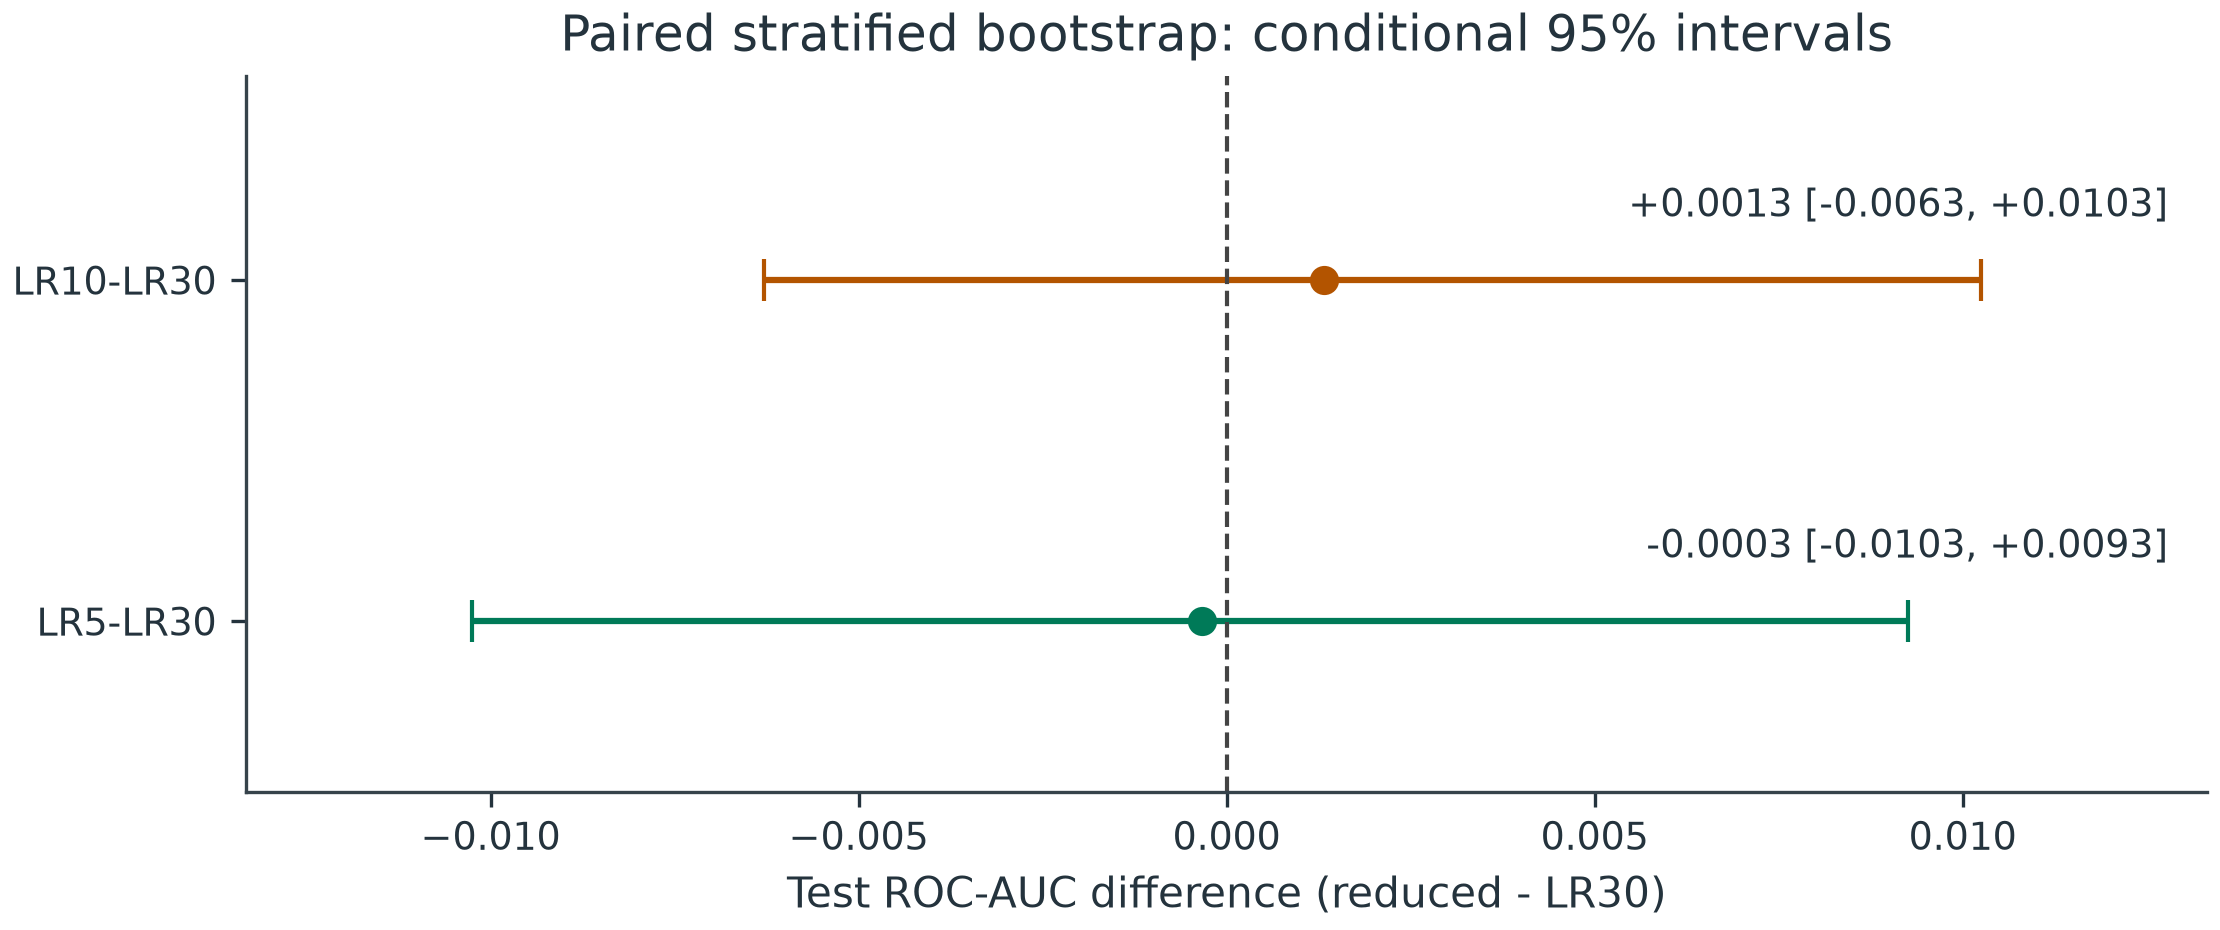 Paired stratified bootstrap: conditional 95% intervals
+0.0013 [-0.0063, +0.0103]
LR10-LR30
-0.0003 [-0.0103, +0.0093]
LR5-LR30
−0.010 −0.005 0.000 0.005 0.010
Test ROC-AUC difference (reduced - LR30)